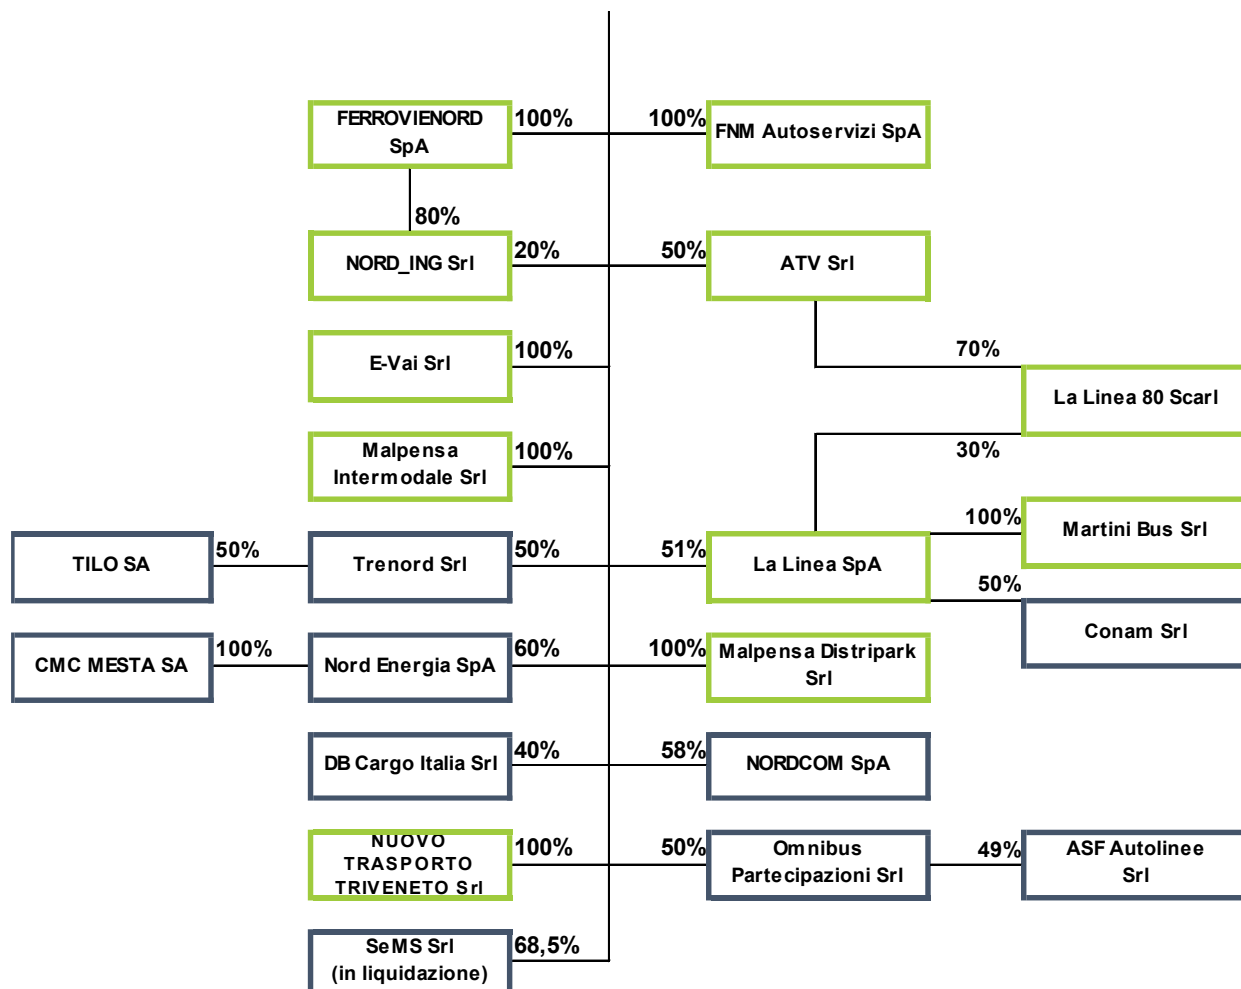 FERROVIENORD
SpA
100%
100%
FNM Autoservizi SpA
80%
NORD_ING Srl
20%
50%
ATV Srl
E-Vai Srl
100%
70%
La Linea 80 Scarl
30%
Malpensa
Intermodale Srl
100%
TILO SA
50%
Trenord Srl
50%
51%
La Linea SpA
100%
Martini Bus Srl
50%
Conam Srl
CMC MESTA SA
100%
Nord Energia SpA
60%
100%
Malpensa Distripark
Srl
DB Cargo Italia Srl
40%
58%
NORDCOM SpA
NUOVO
TRASPORTO
TRIVENETO Srl
100%
50%
Omnibus
Partecipazioni Srl
49%
ASF Autolinee
Srl
SeMS Srl
(in liquidazione)
68,5%